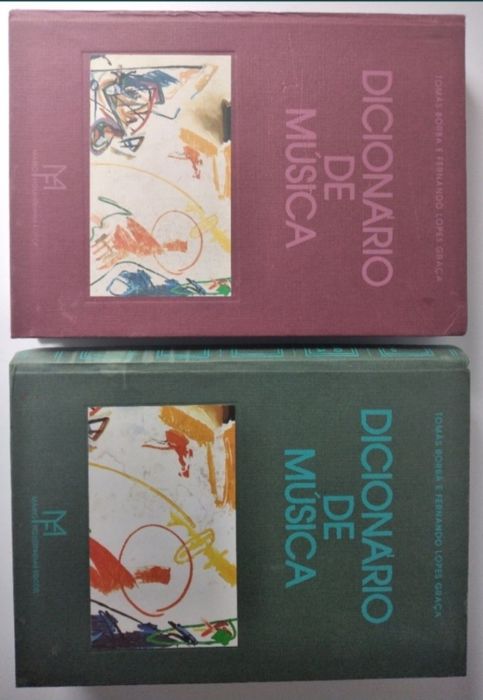 TOMÁS BORBA E FERNANDO LOPES GRAÇA
DICIONÁRIO
DE
MÚSICA
TOMÁS BORBA E FERNANDO LOPES GRAÇA
DICIONÁRIO
DE
MÚSICA